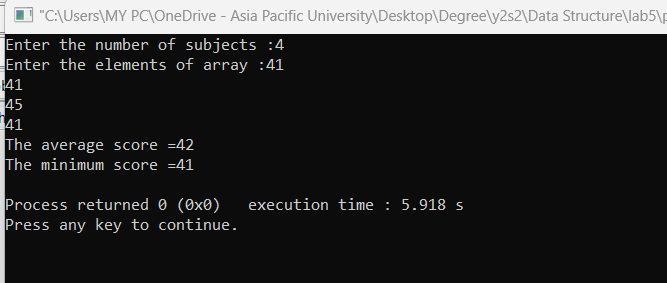 "C:\Users\MY PC\OneDrive - Asia Pacific University\Desktop\Degree\y2s2\Data Structure\lab5\p
Enter the number of subjects :4
Enter the elements of array :41
41
45
41
The average score =42
The minimum score =41
Process returned 0 (0x0)   execution time : 5.918 s
Press any key to continue.